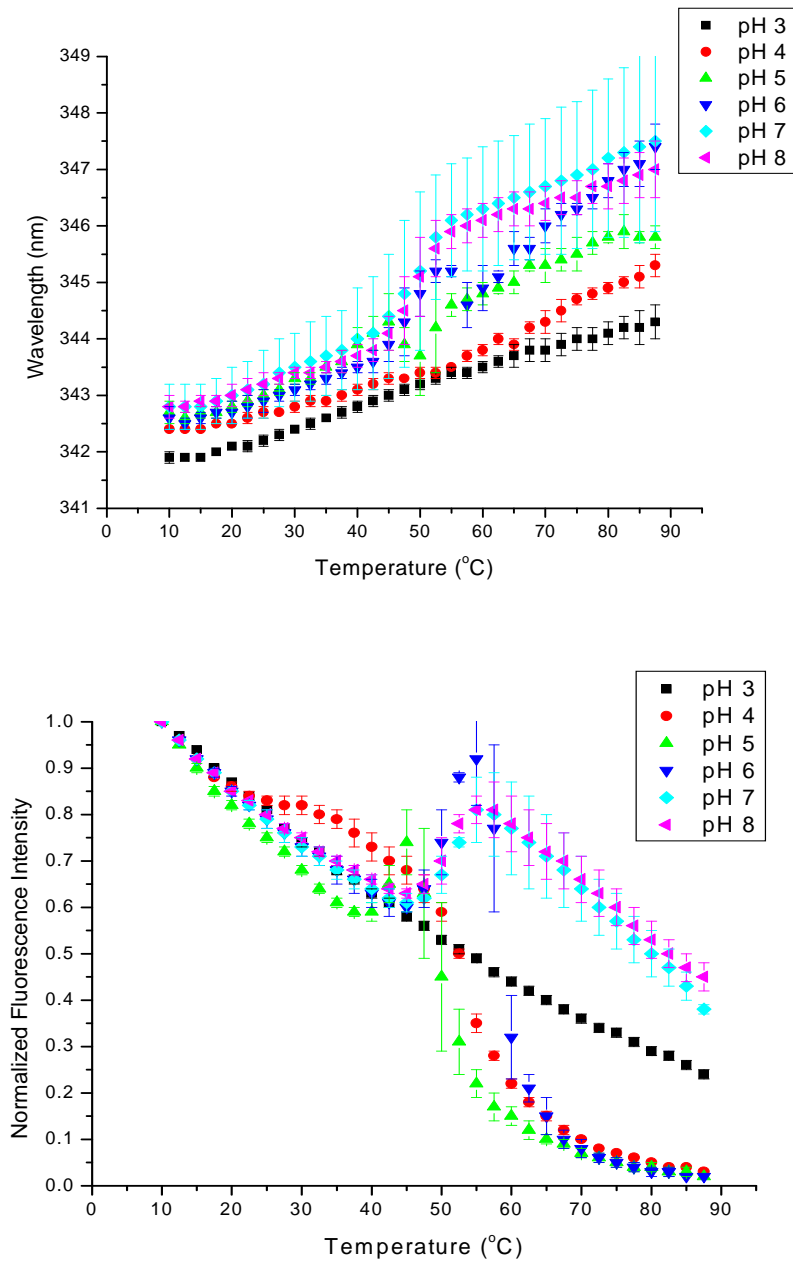 pH 3
pH 4
pH 5
pH 6
pH 7
pH 8
349
348
347
346
345
344
343
342
341
Wavelength (nm)
0 10 20 30 40 50 60 70 80 90
Temperature (°C)
pH 3
pH 4
pH 5
pH 6
pH 7
pH 8
1.0
0.9
0.8
0.7
0.6
0.5
0.4
0.3
0.2
0.1
0.0
Normalized Fluorescence Intensity
0 10 20 30 40 50 60 70 80 90
Temperature (°C)